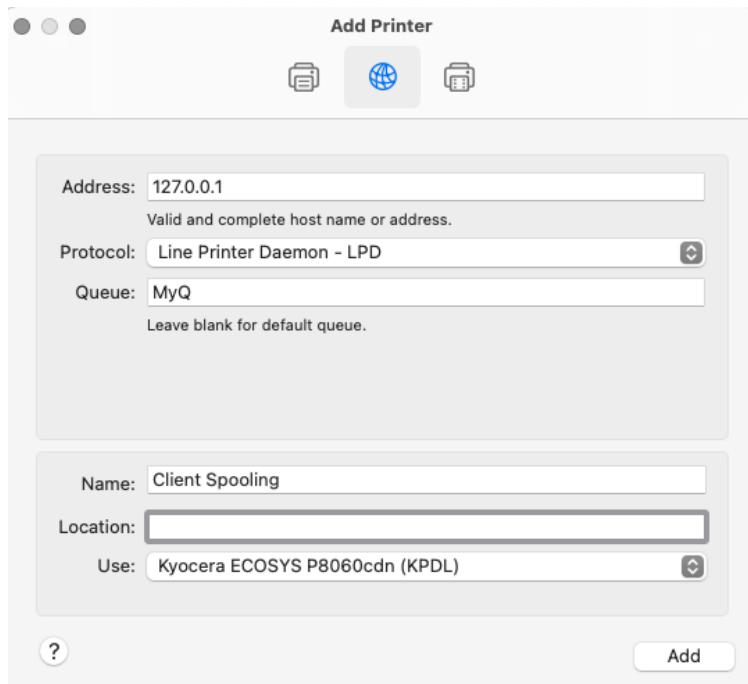 Add Printer
Address: 127.0.0.1
Valid and complete host name or address.
Protocol: Line Printer Daemon - LPD
Queue: MyQ
Leave blank for default queue.
Name: Client Spooling
Location:
Use: Kyocera ECOSYS P8060cdn (KPDL)
? Add